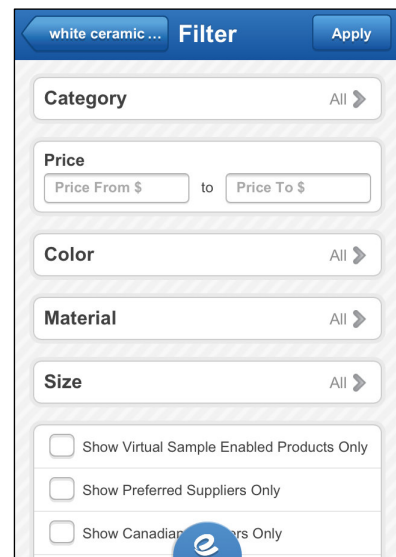 white ceramic ...
Filter
Apply
Category
All
Price
Price From $
to
Price To $
Color
All
Material
All
Size
All
Show Virtual Sample Enabled Products Only
Show Preferred Suppliers Only
Show Canadian
rs Only